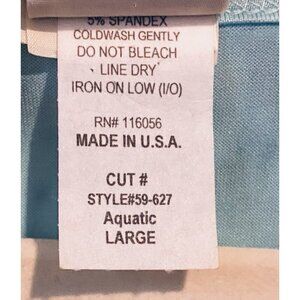 5% SPANDEX
COLDWASH GENTLY
DO NOT BLEACH
LINE DRY
IRON ON LOW (I/O)
RN# 116056
MADE IN U.S.A.
CUT #
STYLE#59-627
Aquatic
LARGE